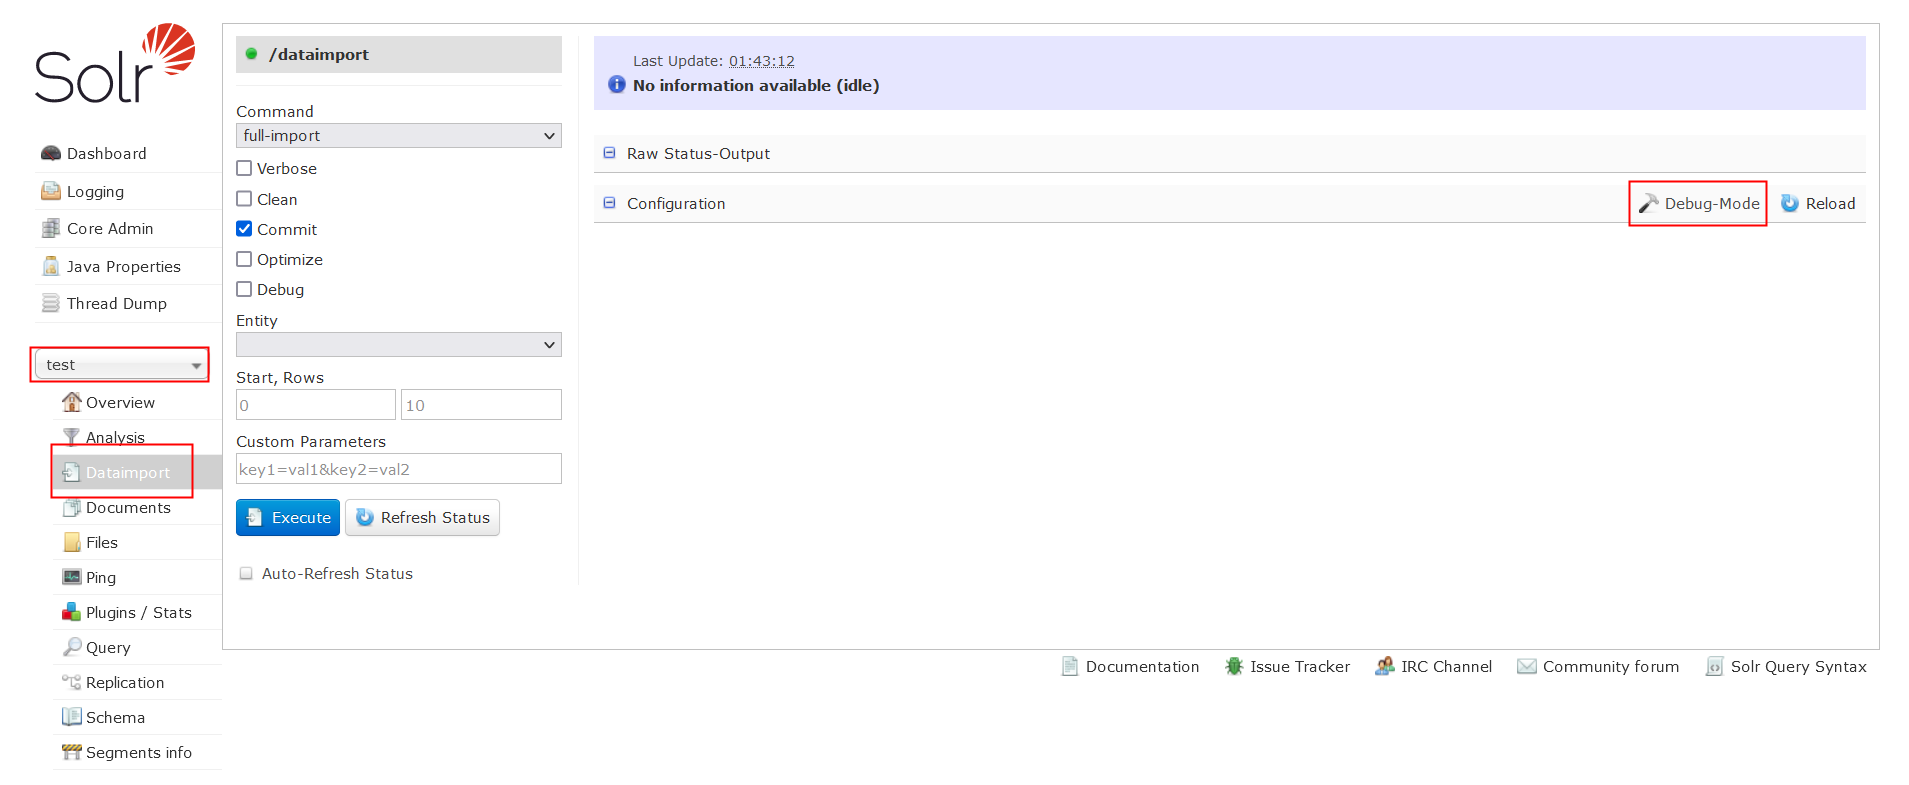 Solr
Dashboard
Logging
Core Admin
Java Properties
Thread Dump
test
Overview
Analysis
Dataimport
Documents
Files
Ping
Plugins / Stats
Query
Replication
Schema
Segments info
/dataimport
Command
full-import
Verbose
Clean
Commit
Optimize
Debug
Entity
Start, Rows
0 10
Custom Parameters
key1=val1&key2=val2
Execute Refresh Status
Auto-Refresh Status
Last Update: 01:43:12
No information available (idle)
Raw Status-Output
Configuration Debug-Mode Reload
Documentation Issue Tracker IRC Channel Community forum Solr Query Syntax